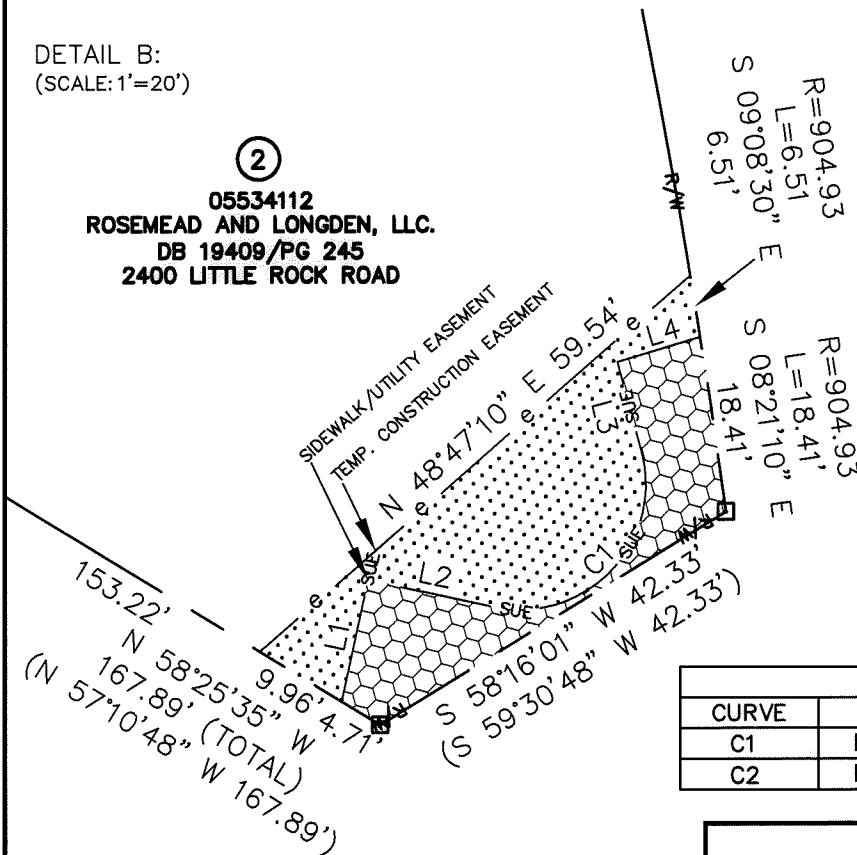 DETAIL B:
(SCALE: 1'=20')
2
05534112
ROSEMEAD AND LONGDEN, LLC.
DB 19409/PG 245
2400 LITTLE ROCK ROAD
R/W
R=904.93
L=6.51
S 09°08'30" E
6.51'
SIDEWALK/UTILITY EASEMENT
TEMP. CONSTRUCTION EASEMENT
e
N 48°47'10" E 59.54'
e
e
e
L4
SUE
L3
R=904.93
L=18.41'
S 08°21'10" E
18.41'
SUE
L2
L1
SUE
C1
SUE
R/W
R/W
153.22'
9.96'
4.71'
N 58°25'35" W
167.89' (TOTAL)
(N 57°10'48" W 167.89')
S 58°16'01" W 42.33'
(S 59°30'48" W 42.33')
CURVE
C1
C2